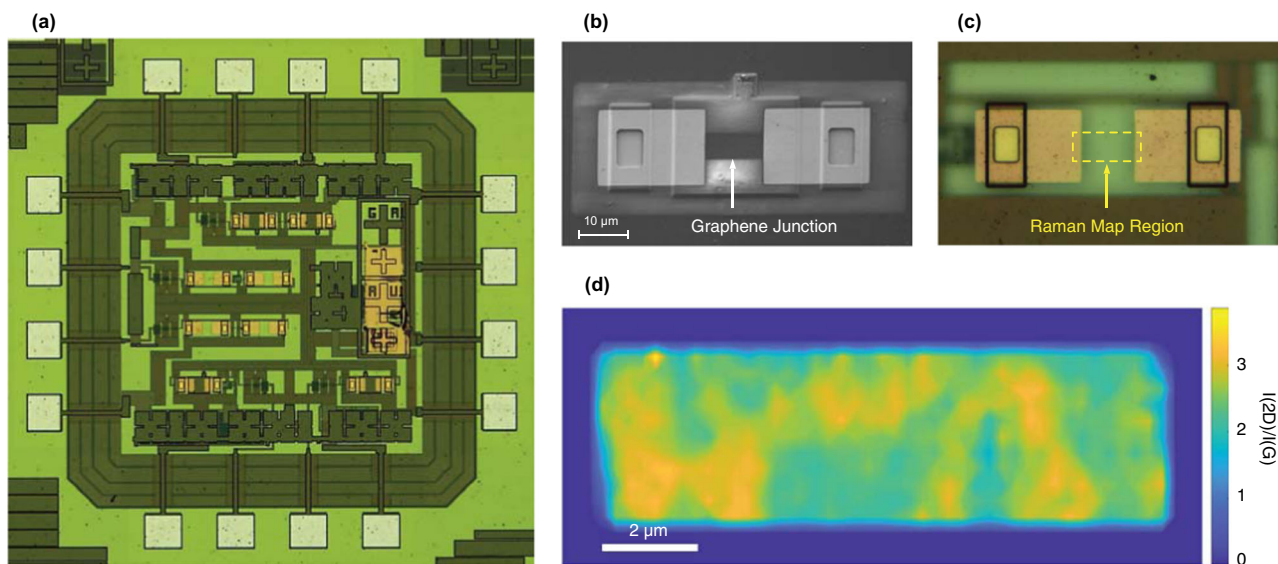 (a)
(b)
10 µm
Graphene Junction
(c)
Raman Map Region
(d)
2 µm
3
2
1
0
I(2D)/I(G)